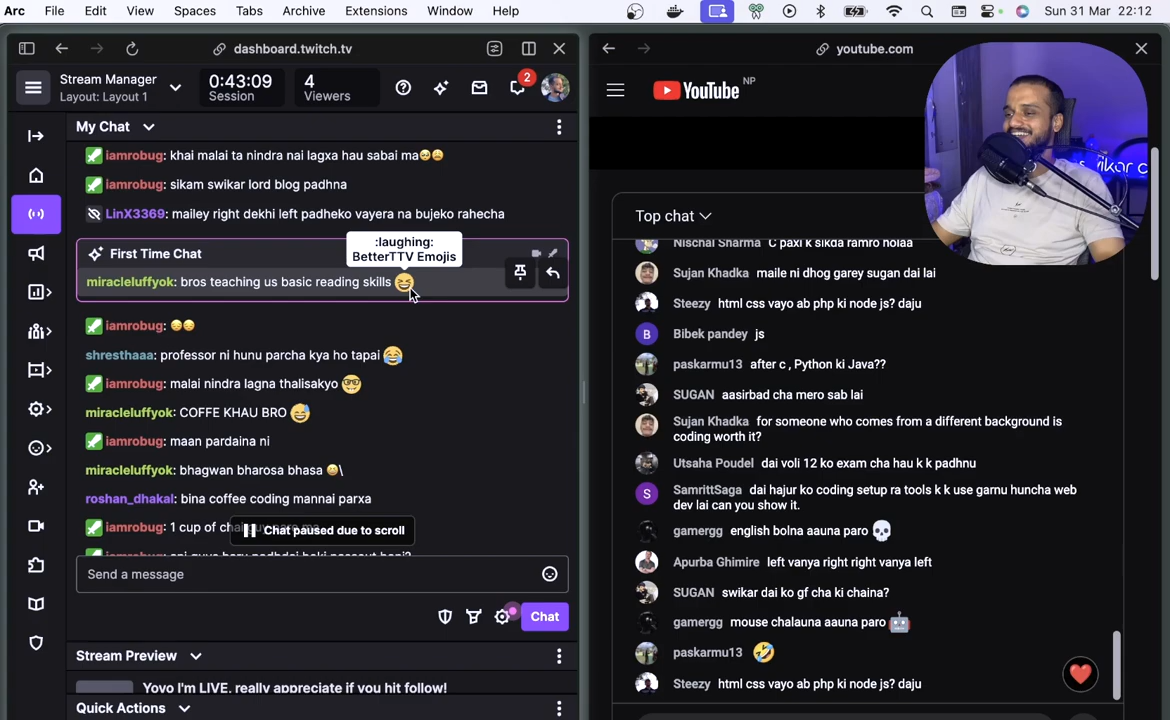 Arc File Edit View Spaces Tabs Archive Extensions Window Help Sun 31 Mar 22:12
dashboard.twitch.tv
Stream Manager
Layout: Layout 1
0:43:09
Session
4
Viewers
2
My Chat
iamrobug: khai malai ta nindra nai lagxa hau sabai ma🥺😩
iamrobug: sikam swikar lord blog padhna
LinX3369: mailey right dekhi left padheko vayera na bujeko rahecha
:laughing:
BetterTTV Emojis
First Time Chat
miracleluffyok: bros teaching us basic reading skills 😆
iamrobug: 😔😔
shresthaaa: professor ni hunu parcha kya ho tapai 😂
iamrobug: malai nindra lagna thalisakyo 🤓
miracleluffyok: COFFE KHAU BRO 😅
iamrobug: maan pardaina ni
miracleluffyok: bhagwan bharosa bhasa 😀\
roshan_dhakal: bina coffee coding mannai parxa
iamrobug: 1 cup of
Chat paused due to scroll
Send a message
Chat
Stream Preview
Yovo I'm LIVE, really appreciate if you hit follow!
Quick Actions
youtube.com
YouTube NP
Top chat
Nischal Sharma C paxi k sikda ramro holaa
Sujan Khadka maile ni dhog garey sugan dai lai
Steezy html css vayo ab php ki node js? daju
B
Bibek pandey js
paskarmu13 after c , Python ki Java??
SUGAN aasirbad cha mero sab lai
Sujan Khadka for someone who comes from a different background is
coding worth it?
Utsaha Poudel dai voli 12 ko exam cha hau k k padhnu
S
SamrittSaga dai hajur ko coding setup ra tools k k use garnu huncha web
dev lai can you show it.
gamergg english bolna aauna paro 💀
Apurba Ghimire left vanya right right vanya left
SUGAN swikar dai ko gf cha ki chaina?
gamergg mouse chalauna aauna paro 🤖
paskarmu13 🤣
Steezy html css vayo ab php ki node js? daju